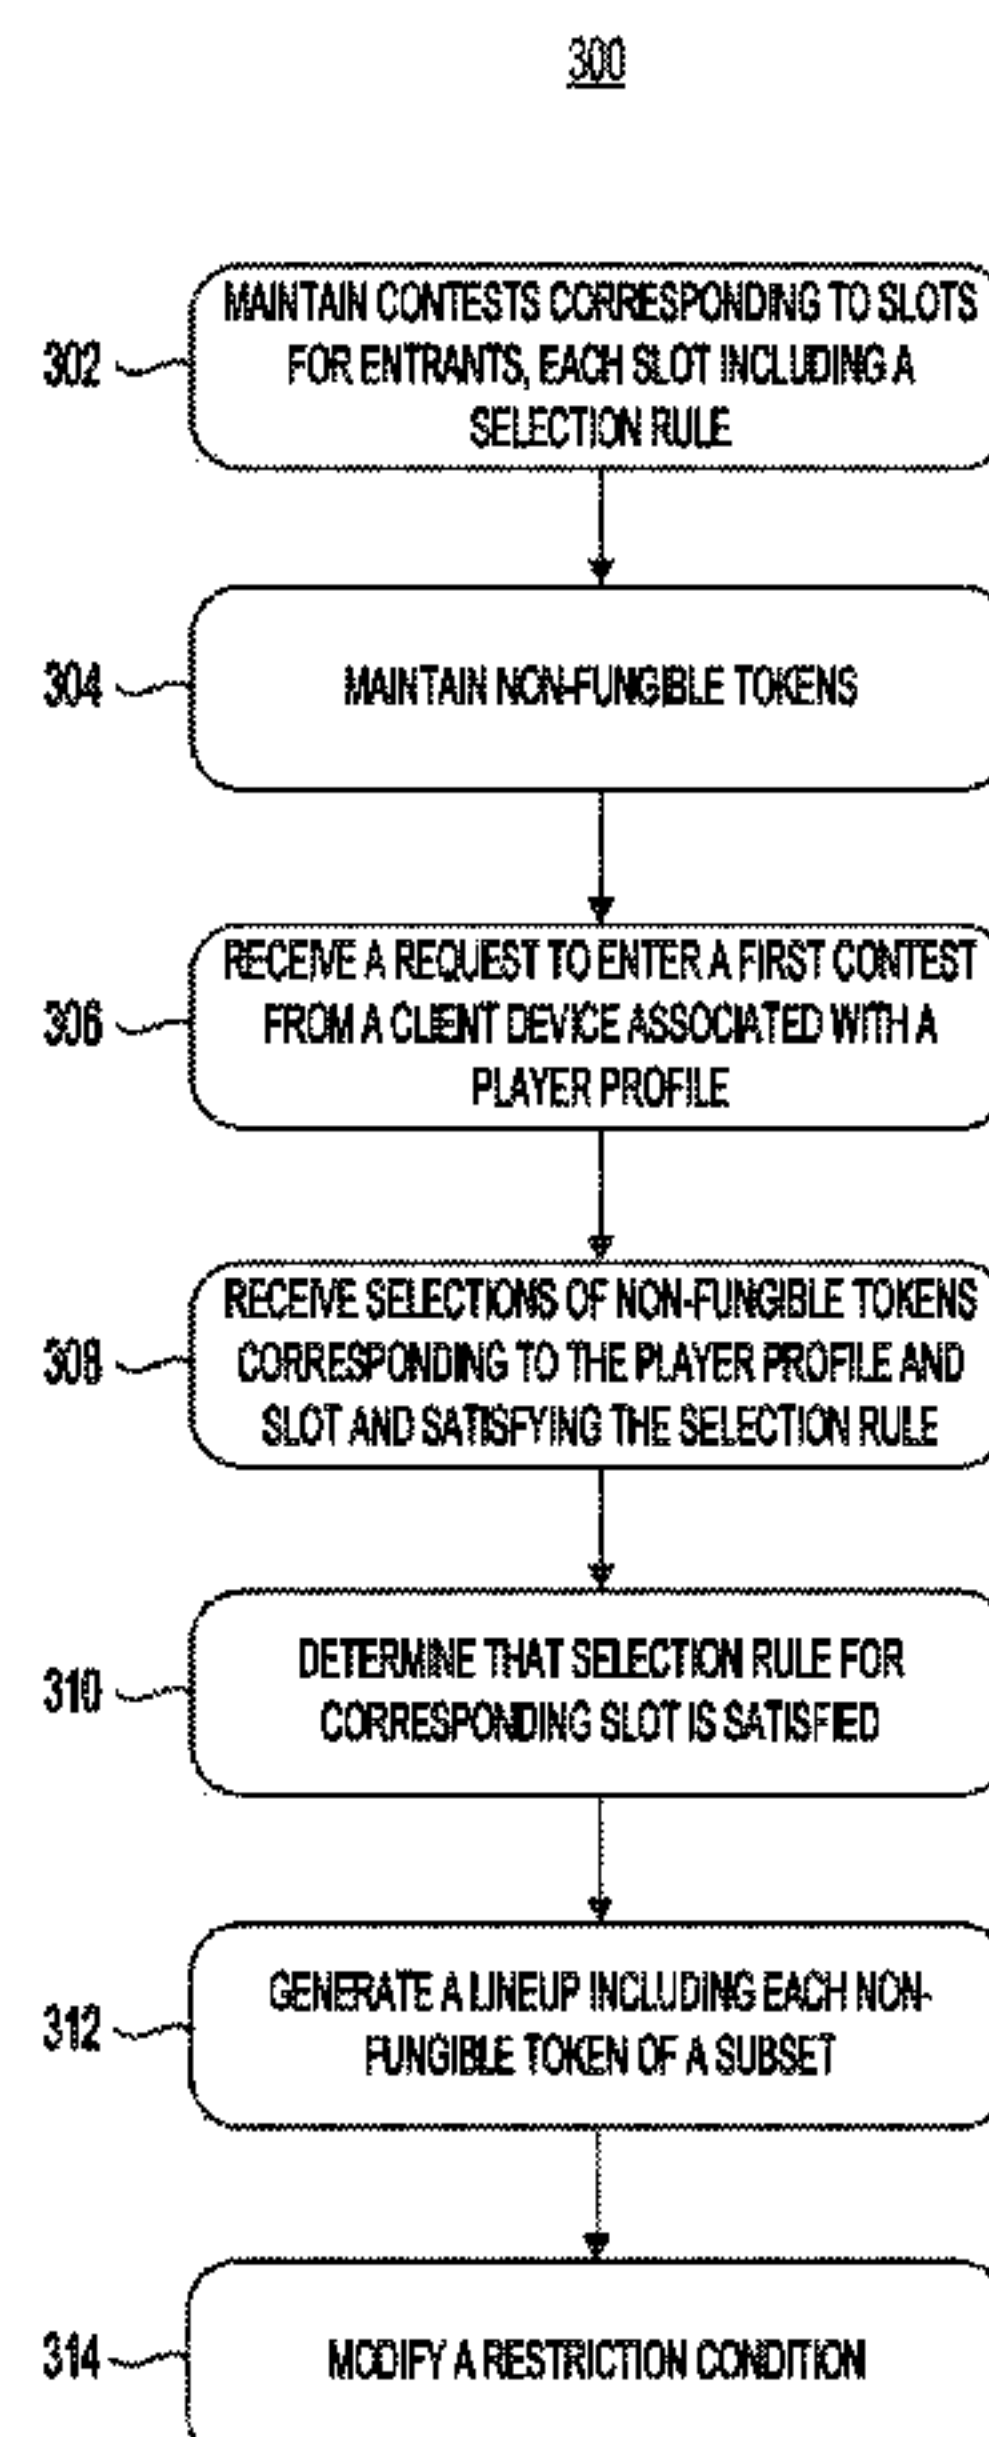 300
302
MAINTAIN CONTESTS CORRESPONDING TO SLOTS
FOR ENTRANTS, EACH SLOT INCLUDING A
SELECTION RULE
304
MAINTAIN NON-FUNGIBLE TOKENS
306
RECEIVE A REQUEST TO ENTER A FIRST CONTEST
FROM A CLIENT DEVICE ASSOCIATED WITH A
PLAYER PROFILE
308
RECEIVE SELECTIONS OF NON-FUNGIBLE TOKENS
CORRESPONDING TO THE PLAYER PROFILE AND
SLOT AND SATISFYING THE SELECTION RULE
310
DETERMINE THAT SELECTION RULE FOR
CORRESPONDING SLOT IS SATISFIED
312
GENERATE A LINEUP INCLUDING EACH NON-
FUNGIBLE TOKEN OF A SUBSET
314
MODIFY A RESTRICTION CONDITION